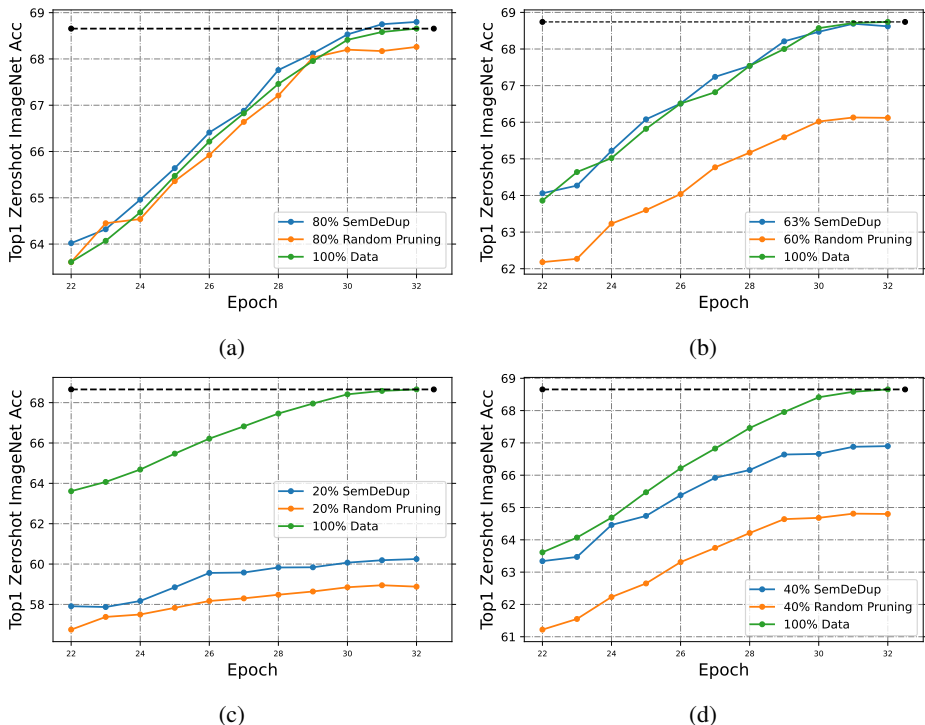 69
68
67
66
65
64
Top1 Zeroshot ImageNet Acc
80% SemDeDup
80% Random Pruning
100% Data
22 24 26 28 30 32
Epoch
(a)
69
68
67
66
65
64
63
62
Top1 Zeroshot ImageNet Acc
63% SemDeDup
60% Random Pruning
100% Data
22 24 26 28 30 32
Epoch
(b)
68
66
64
62
60
58
Top1 Zeroshot ImageNet Acc
20% SemDeDup
20% Random Pruning
100% Data
22 24 26 28 30 32
Epoch
(c)
69
68
67
66
65
64
63
62
61
Top1 Zeroshot ImageNet Acc
40% SemDeDup
40% Random Pruning
100% Data
22 24 26 28 30 32
Epoch
(d)